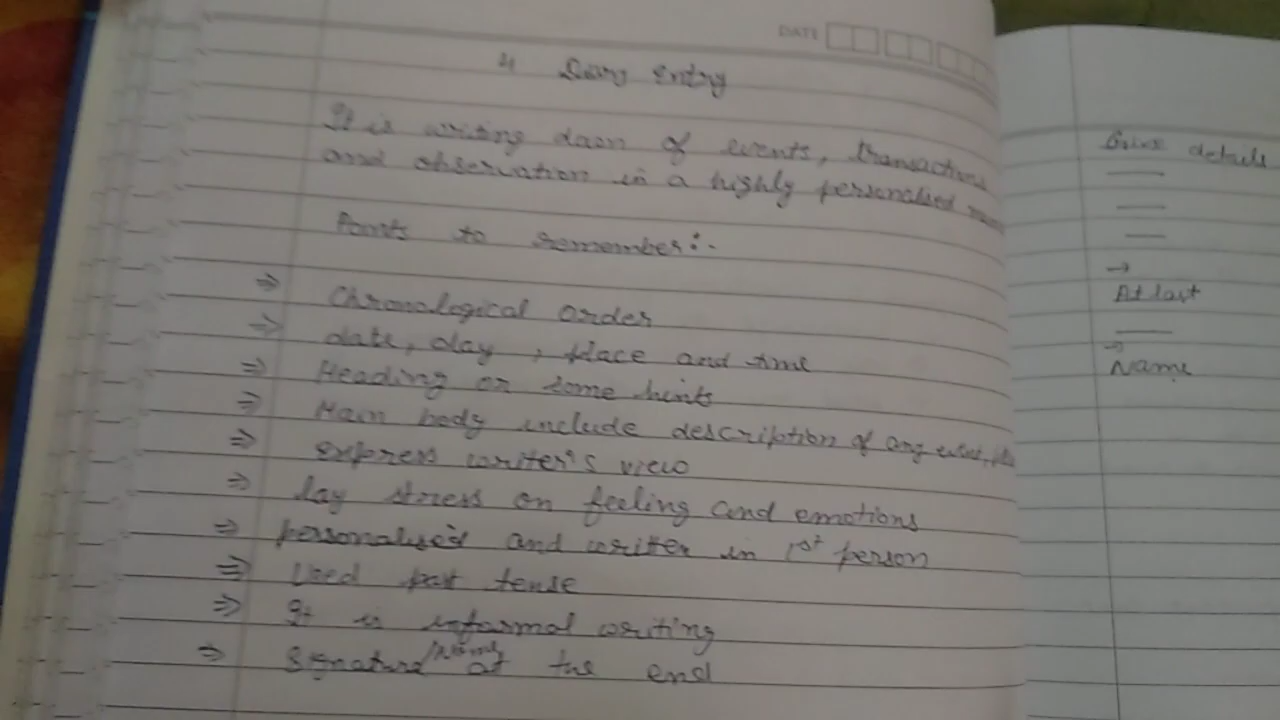 DATE
4 Diary entry
It is writing down of events, transactions
and observation in a highly personalised
Points to remember:-
⇒ Chronological order
⇒ date, day, place and time
⇒ Heading or some hints
⇒ Main body include description of any event,
⇒ express writer's view
⇒ lay stress on feeling and emotions
⇒ personalised and written in 1st person
⇒ Used past tense
⇒ It is informal writing
⇒ Signature at the end
details
→
At last
→
Name